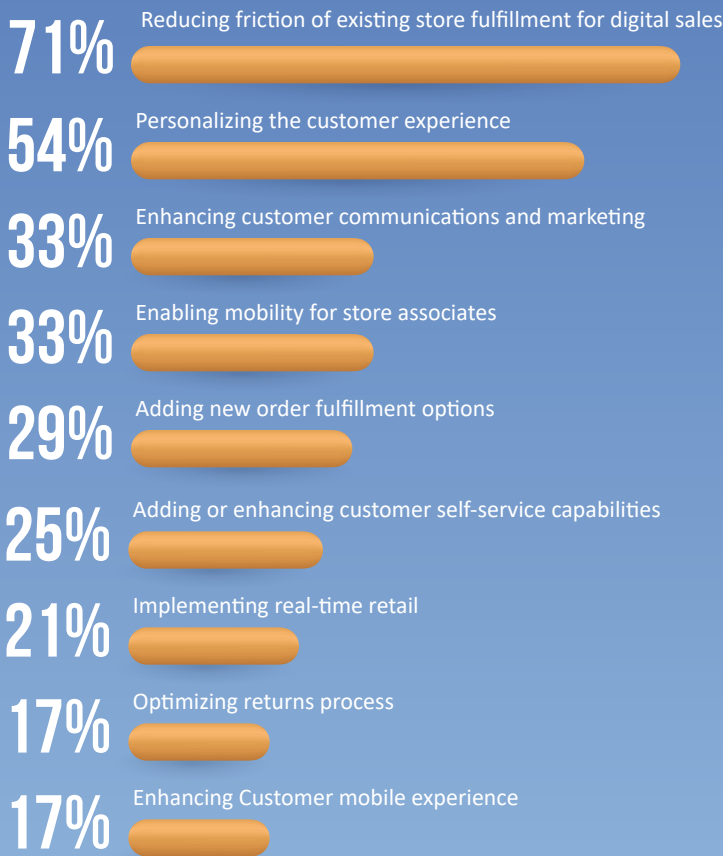 Reducing friction of existing store fulfillment for digital sales
71%
Personalizing the customer experience
54%
Enhancing customer communications and marketing
33%
Enabling mobility for store associates
33%
Adding new order fulfillment options
29%
Adding or enhancing customer self-service capabilities
25%
Implementing real-time retail
21%
Optimizing returns process
17%
Enhancing Customer mobile experience
17%